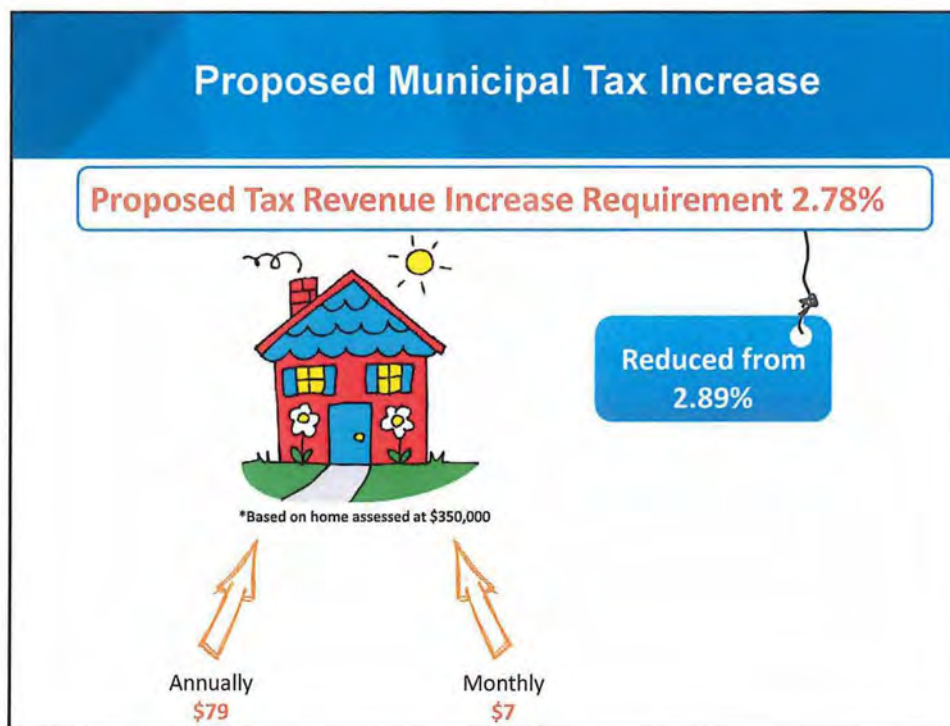 Proposed Municipal Tax Increase
Proposed Tax Revenue Increase Requirement 2.78%
Reduced from
2.89%
*Based on home assessed at $350,000
Annually
$79
Monthly
$7